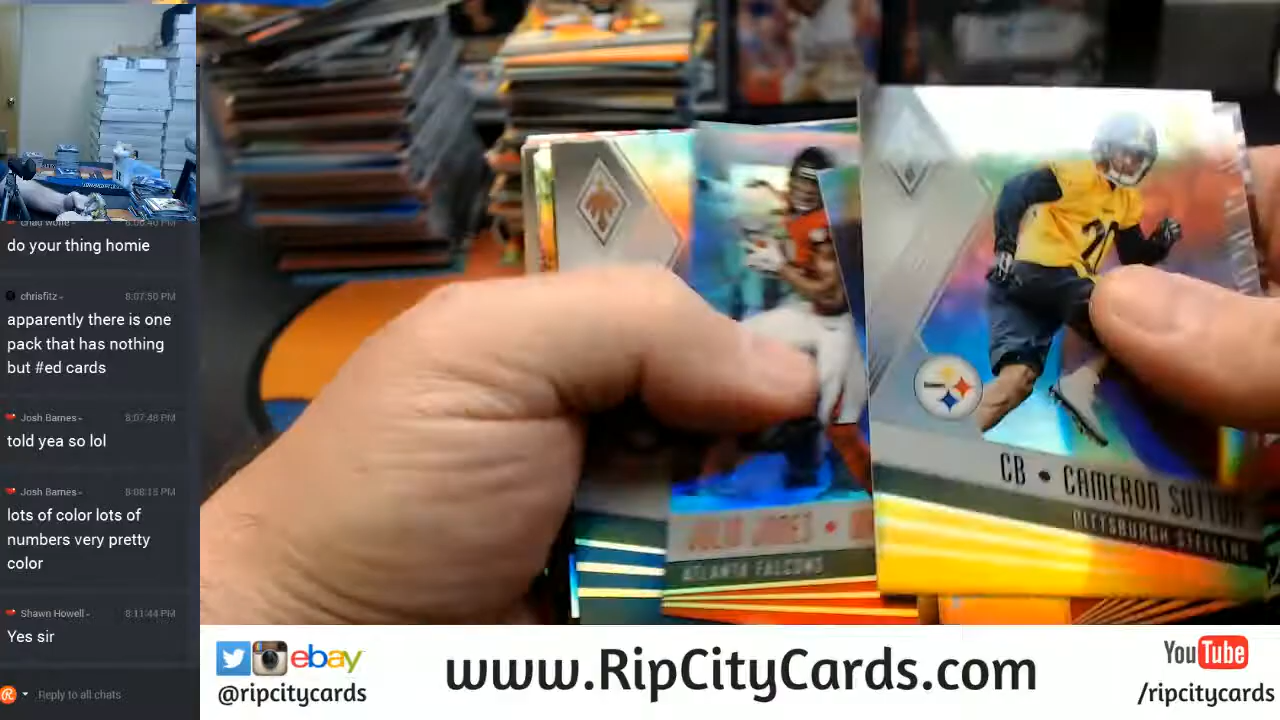 do your thing homie
chrisfitz
8:07:50 PM
apparently there is one
pack that has nothing
but #ed cards
Josh Barnes
8:07:48 PM
told yea so lol
Josh Barnes
8:08:15 PM
lots of color lots of
numbers very pretty
color
Shawn Howell
8:11:44 PM
Yes sir
Reply to all chats
JULIO JONES
ATLANTA FALCONS
20
CB • CAMERON SUTTON
PITTSBURGH STEELERS
ebay
@ripcitycards
www.RipCityCards.com
YouTube
/ripcitycards